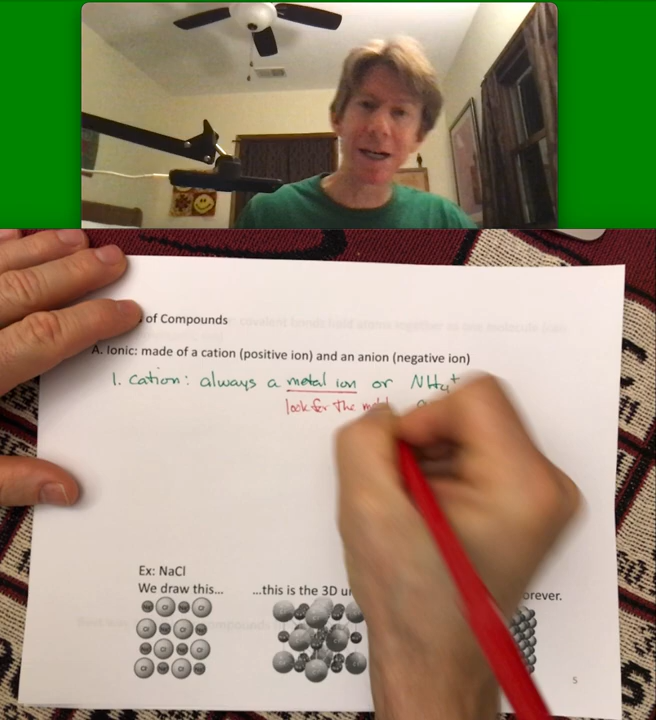 of Compounds
A. Ionic: made of a cation (positive ion) and an anion (negative ion)
1. Cation: always a metal ion or NH4+
look for the
Ex: NaCl
We draw this... ...this is the 3D
forever.
5